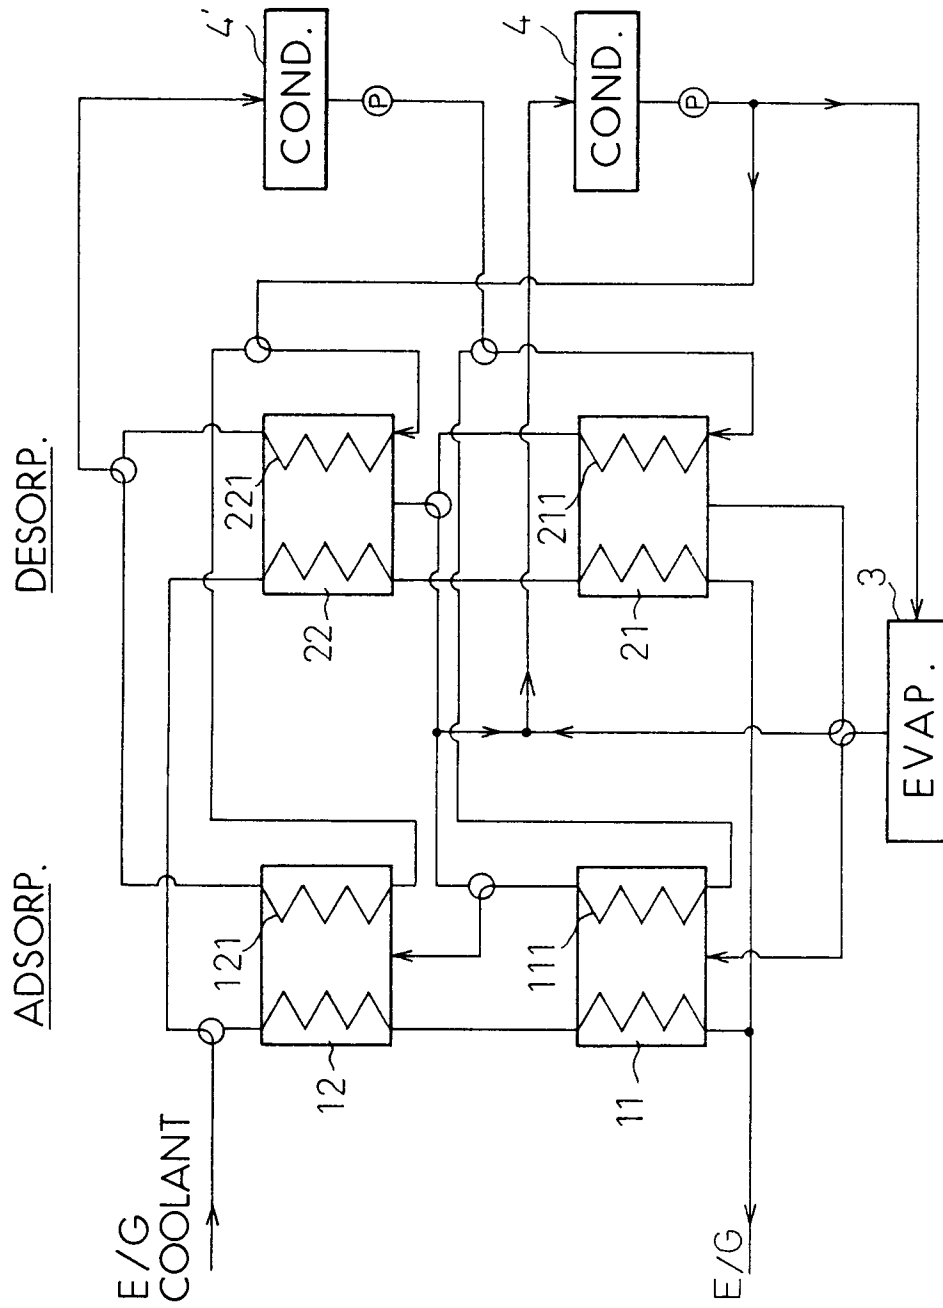 ADSORP.
DESORP.
E/G
COOLANT
4'
121
221
COND.
12
22
P
4
111
211
COND.
11
21
P
E/G
3
EVAP.